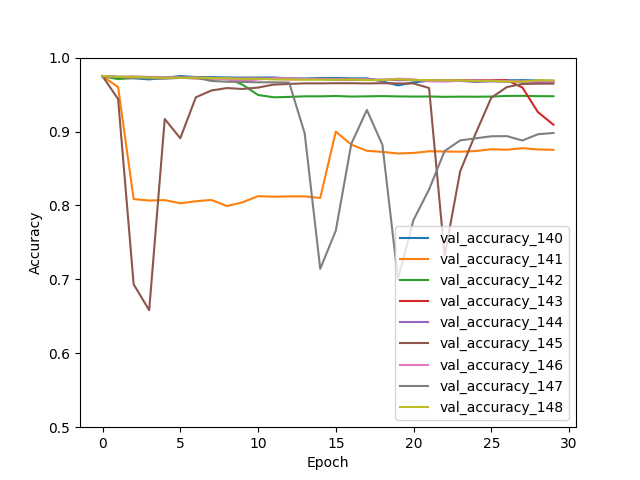 1.0
0.9
0.8
0.7
0.6
0.5
Accuracy
0 5 10 15 20 25 30
Epoch
val_accuracy_140
val_accuracy_141
val_accuracy_142
val_accuracy_143
val_accuracy_144
val_accuracy_145
val_accuracy_146
val_accuracy_147
val_accuracy_148